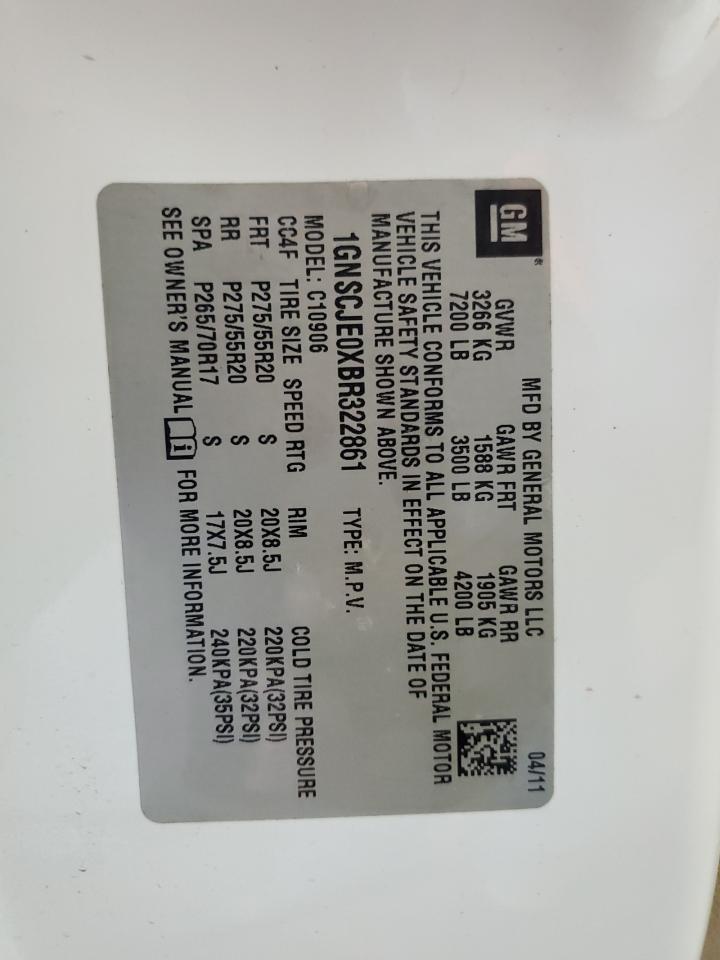 MFD BY GENERAL MOTORS LLC 04/11
GM®
GVWR GAWR FRT GAWR RR
3266 KG 1588 KG 1905 KG
7200 LB 3500 LB 4200 LB
THIS VEHICLE CONFORMS TO ALL APPLICABLE U.S. FEDERAL MOTOR
VEHICLE SAFETY STANDARDS IN EFFECT ON THE DATE OF
MANUFACTURE SHOWN ABOVE.
1GNSCJE0XBR322861 TYPE: M.P.V.
MODEL: C10906
CC4F TIRE SIZE SPEED RTG RIM COLD TIRE PRESSURE
FRT P275/55R20 S 20X8.5J 220KPA(32PSI)
RR P275/55R20 S 20X8.5J 220KPA(32PSI)
SPA P265/70R17 S 17X7.5J 240KPA(35PSI)
SEE OWNER'S MANUAL i FOR MORE INFORMATION.